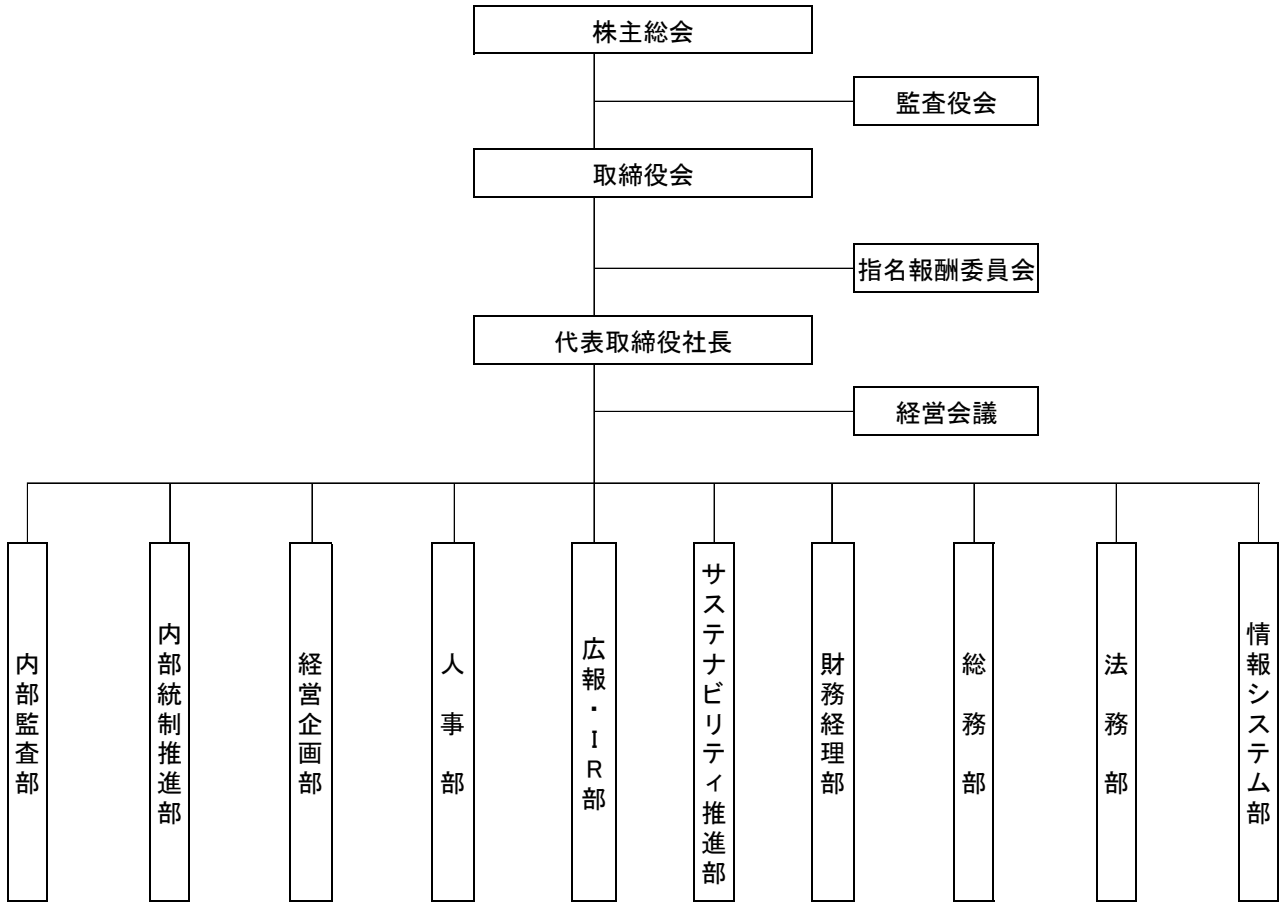 株主総会
監査役会
取締役会
指名報酬委員会
代表取締役社長
経営会議
内部監査部
内部統制推進部
経営企画部
人事部
広報・IR部
サステナビリティ推進部
財務経理部
総務部
法務部
情報システム部